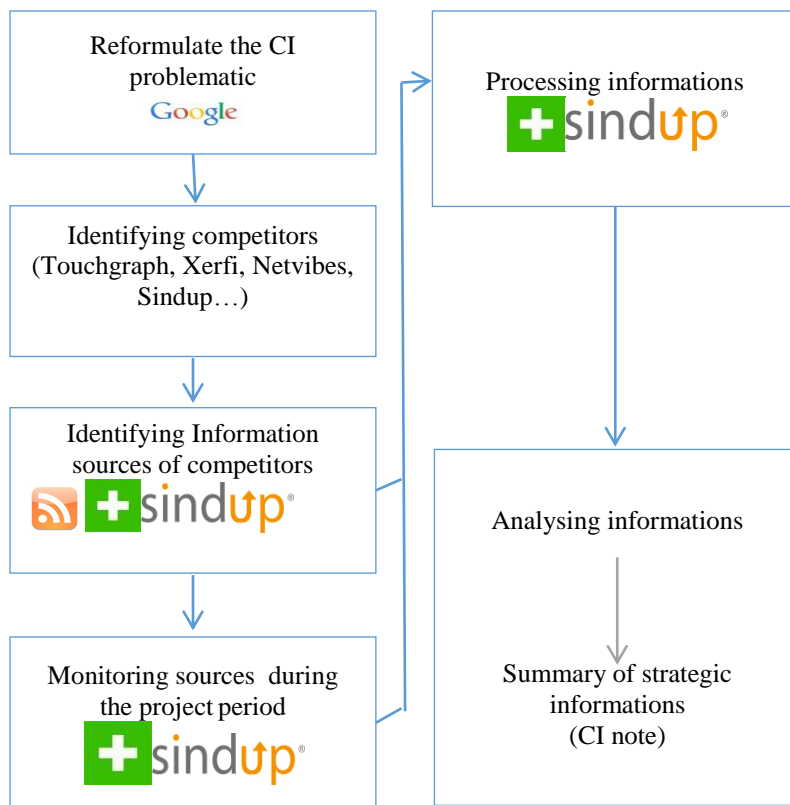 Reformulate the CI
problematic
Google
Identifying competitors
(Touchgraph, Xerfi, Netvibes,
Sindup…)
Identifying Information
sources of competitors
sindup®
Monitoring sources during
the project period
sindup®
Processing informations
sindup®
Analysing informations
Summary of strategic
informations
(CI note)